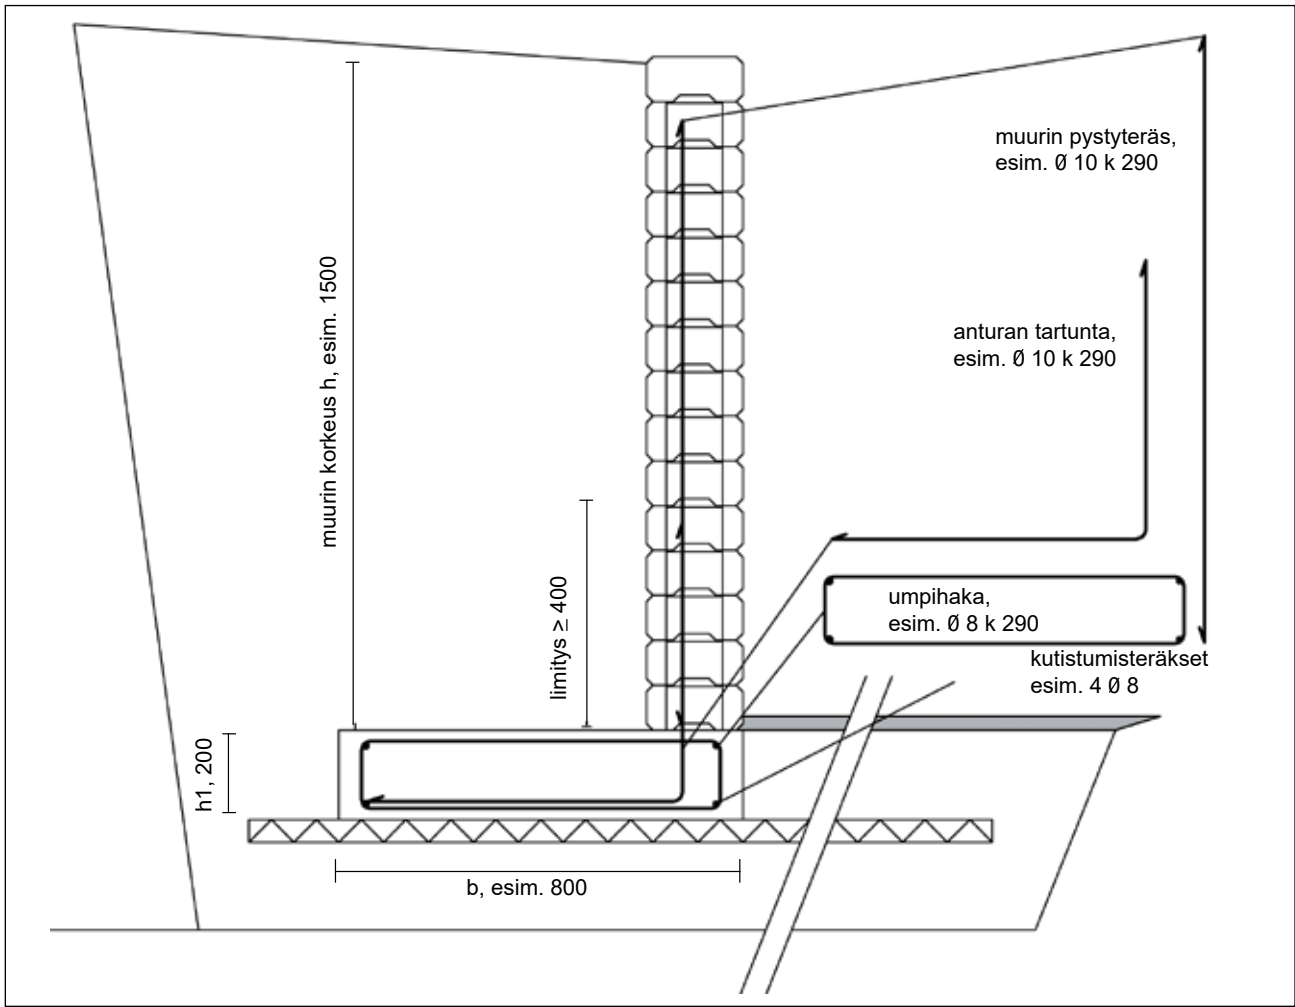 muurin pystyteräs,
esim. Ø 10 k 290
muurin korkeus h, esim. 1500
anturan tartunta,
esim. Ø 10 k 290
limitys ≥ 400
umpihaka,
esim. Ø 8 k 290
kutistumisteräkset
esim. 4 Ø 8
h1, 200
b, esim. 800